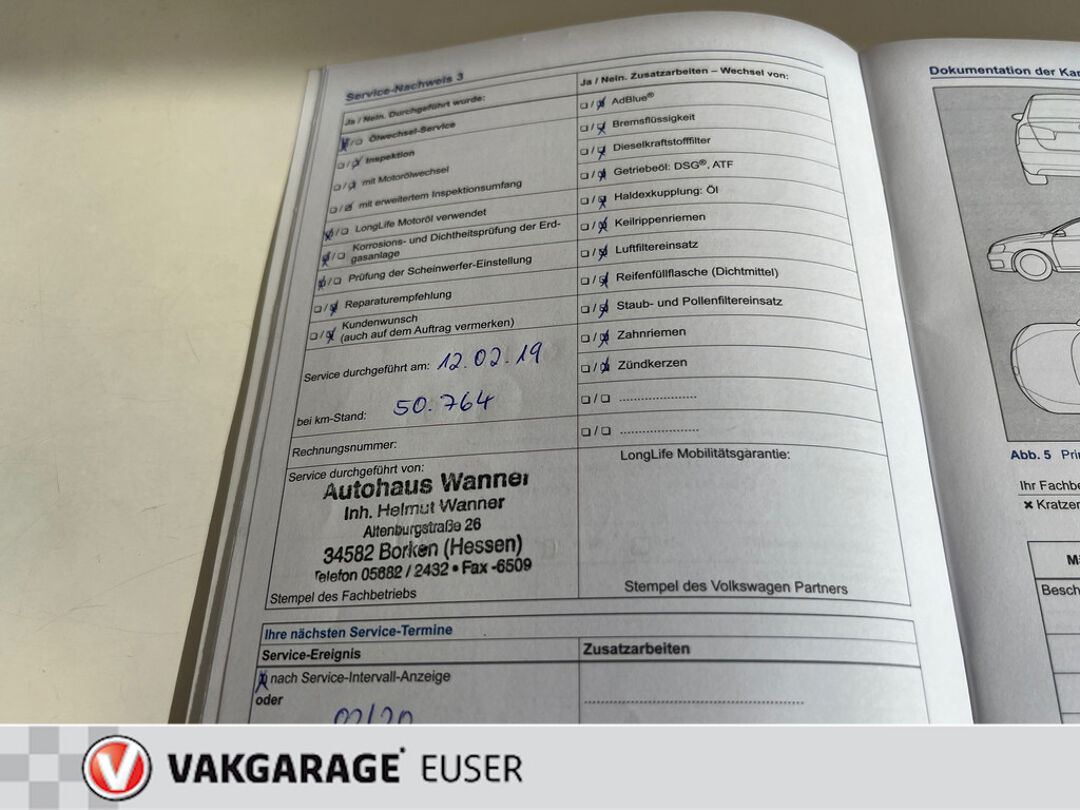 Service-Nachweis 3
Ja / Nein. Durchgeführt wurde:
Ölwechsel-Service
Inspektion
mit Motorölwechsel
mit erweitertem Inspektionsumfang
LongLife Motoröl verwendet
Korrosions- und Dichtheitsprüfung der Erd-
gasanlage
Prüfung der Scheinwerfer-Einstellung
Reparaturempfehlung
Kundenwunsch
(auch auf dem Auftrag vermerken)
Service durchgeführt am: 12.02.19
bei km-Stand: 50.764
Rechnungsnummer:
Service durchgeführt von:
Autohaus Wanner
Inh. Helmut Wanner
Altenburgstraße 26
34582 Borken (Hessen)
Telefon 05682 / 2432 • Fax -6509
Stempel des Fachbetriebs
Ja / Nein. Zusatzarbeiten – Wechsel von:
AdBlue®
Bremsflüssigkeit
Dieselkraftstofffilter
Getriebeöl: DSG®, ATF
Haldexkupplung: Öl
Keilrippenriemen
Luftfiltereinsatz
Reifenfüllflasche (Dichtmittel)
Staub- und Pollenfiltereinsatz
Zahnriemen
Zündkerzen
LongLife Mobilitätsgarantie:
Stempel des Volkswagen Partners
Ihre nächsten Service-Termine
Service-Ereignis
Zusatzarbeiten
nach Service-Intervall-Anzeige
oder
02/20
Dokumentation der
Abb. 5
Ihr
VAKGARAGE EUSER